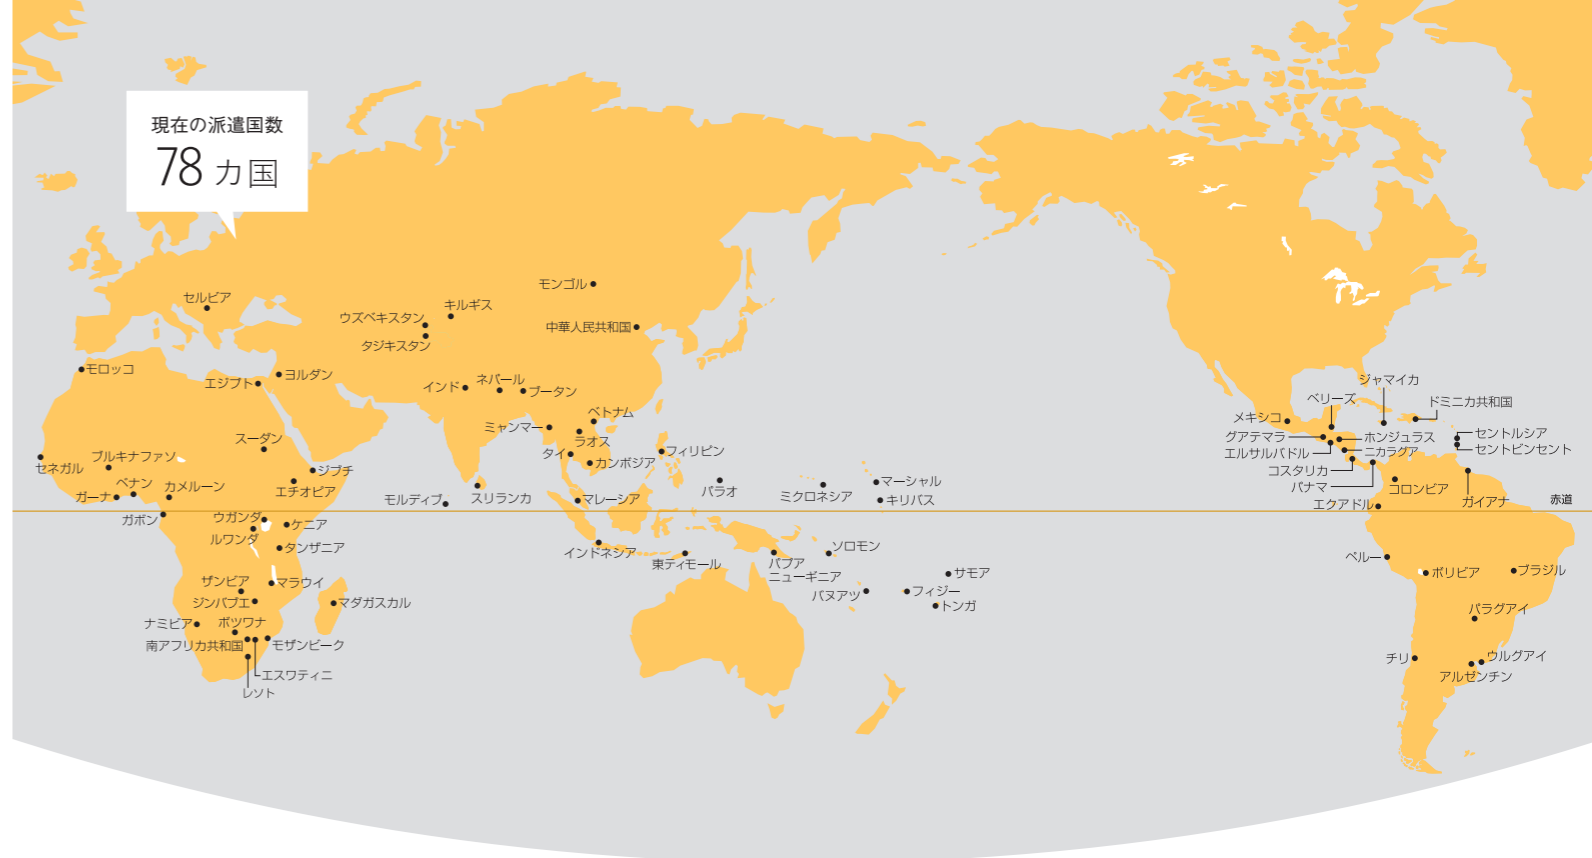 現在の派遣国数
78 カ国
セルビア
モンゴル
キルギス
ウズベキスタン
中華人民共和国
タジキスタン
モロッコ
ヨルダン
エジプト
インド
ネパール
ブータン
ベトナム
ミャンマー
ラオス
スーダン
タイ
カンボジア
フィリピン
ブルキナファソ
セネガル
ジブチ
ベナン
カメルーン
エチオピア
ガーナ
モルディブ
スリランカ
マレーシア
パラオ
ミクロネシア
マーシャル
キリバス
ガボン
ウガンダ
ケニア
ルワンダ
タンザニア
インドネシア
東ティモール
パプア
ニューギニア
ソロモン
サモア
バヌアツ
フィジー
トンガ
ザンビア
マラウイ
ジンバブエ
マダガスカル
ナミビア
ボツワナ
南アフリカ共和国
モザンビーク
エスワティニ
レソト
ジャマイカ
ベリーズ
ドミニカ共和国
メキシコ
グアテマラ
ホンジュラス
セントルシア
エルサルバドル
ニカラグア
セントビンセント
コスタリカ
パナマ
コロンビア
エクアドル
ガイアナ
赤道
ペルー
ボリビア
ブラジル
パラグアイ
チリ
ウルグアイ
アルゼンチン